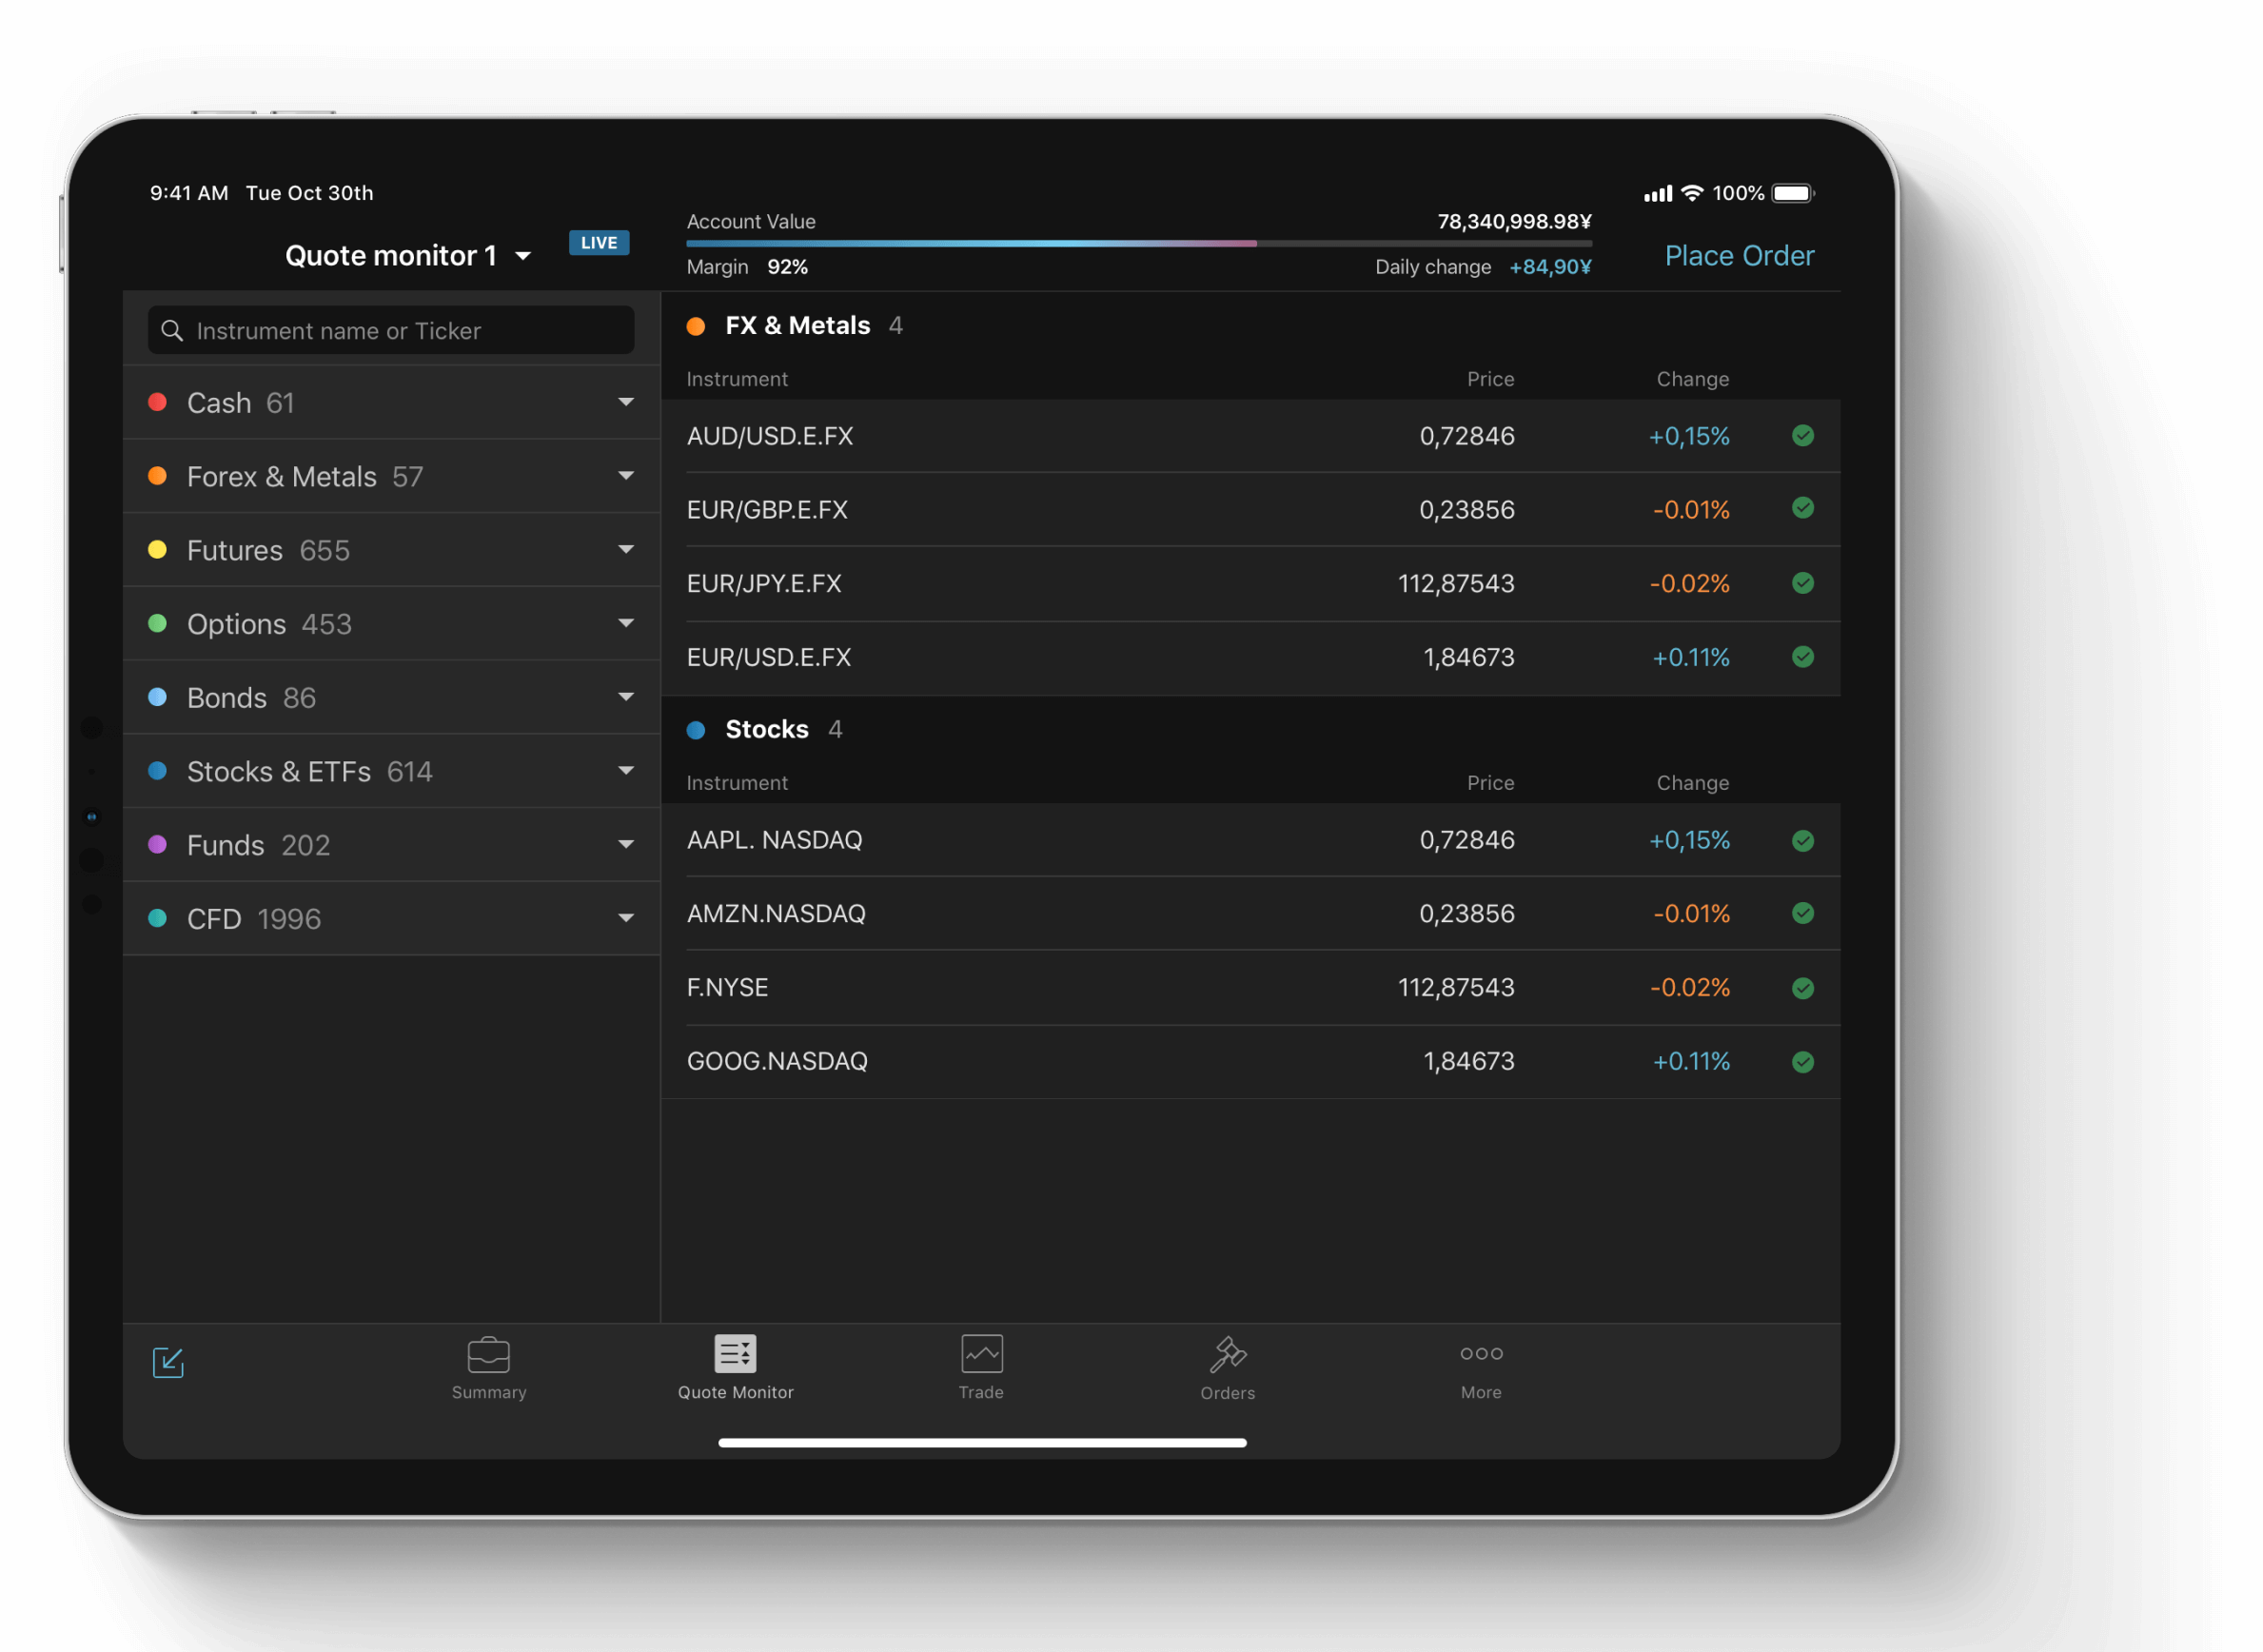 9:41 AM Tue Oct 30th
100%
Quote monitor 1
LIVE
Account Value 78,340,998.98¥
Margin 92% Daily change +84,90¥
Place Order
Instrument name or Ticker
Cash 61
Forex & Metals 57
Futures 655
Options 453
Bonds 86
Stocks & ETFs 614
Funds 202
CFD 1996
FX & Metals 4
Instrument Price Change
AUD/USD.E.FX 0,72846 +0,15%
EUR/GBP.E.FX 0,23856 -0.01%
EUR/JPY.E.FX 112,87543 -0.02%
EUR/USD.E.FX 1,84673 +0.11%
Stocks 4
Instrument Price Change
AAPL. NASDAQ 0,72846 +0,15%
AMZN.NASDAQ 0,23856 -0.01%
F.NYSE 112,87543 -0.02%
GOOG.NASDAQ 1,84673 +0.11%
Summary
Quote Monitor
Trade
Orders
More